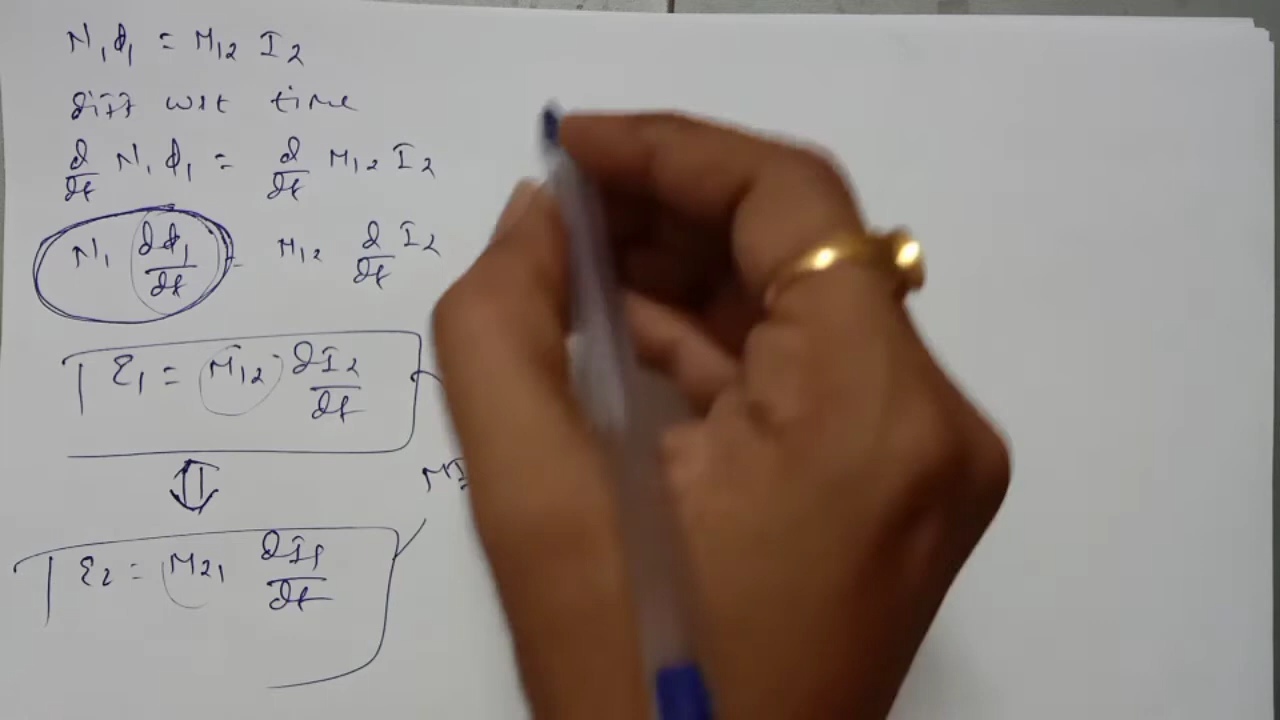 N₁ϕ₁ = M₁₂ I₂
diff wrt time
d/dt N₁ϕ₁ = d/dt M₁₂ I₂
N₁ dϕ₁/dt = M₁₂ d/dt I₂
ε₁ = M₁₂ dI₂/dt
⇓
MI
ε₂ = M₂₁ dI₁/dt